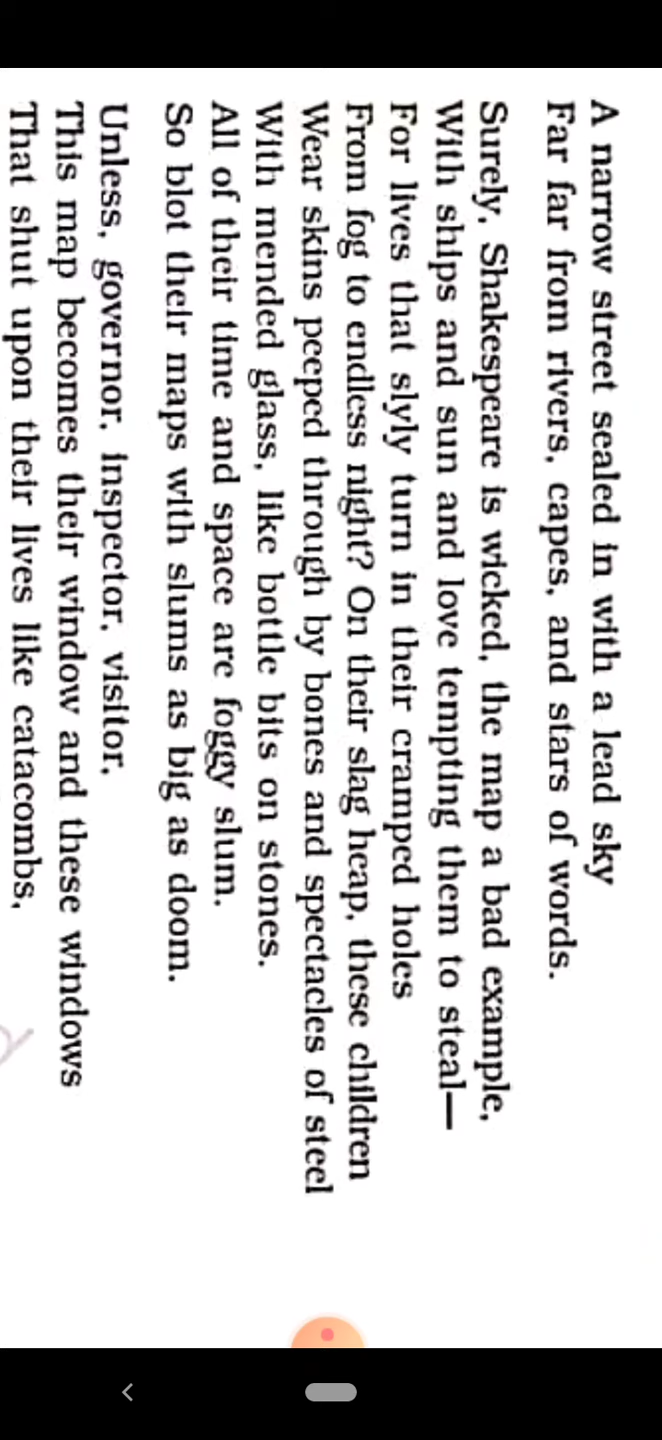 A narrow street sealed in with a lead sky
Far far from rivers, capes, and stars of words.
Surely, Shakespeare is wicked, the map a bad example,
With ships and sun and love tempting them to steal—
For lives that slyly turn in their cramped holes
From fog to endless night? On their slag heap, these children
Wear skins peeped through by bones and spectacles of steel
With mended glass, like bottle bits on stones.
All of their time and space are foggy slum.
So blot their maps with slums as big as doom.
Unless, governor, inspector, visitor,
This map becomes their window and these windows
That shut upon their lives like catacombs,